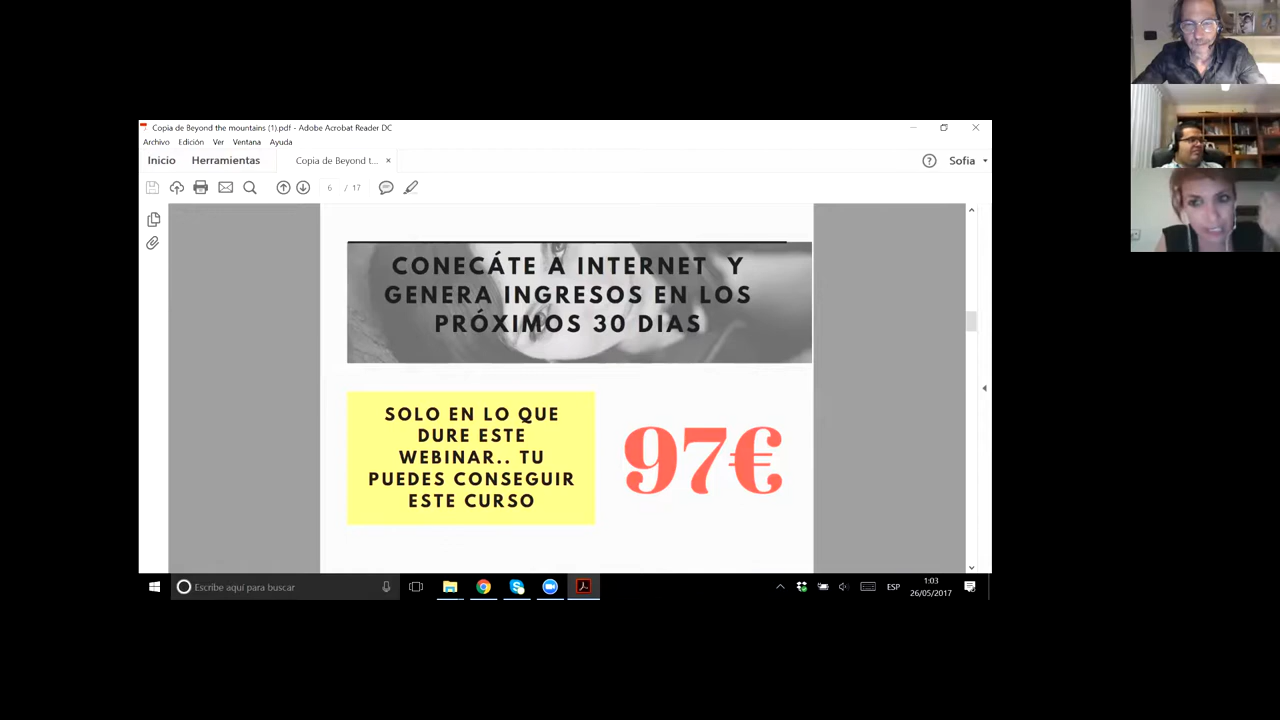 Copia de Beyond the mountains (1).pdf - Adobe Acrobat Reader DC
Archivo Edición Ver Ventana Ayuda
Inicio Herramientas Copia de Beyond t... Sofia
6 / 17
CONECÁTE A INTERNET Y
GENERA INGRESOS EN LOS
PRÓXIMOS 30 DIAS
SOLO EN LO QUE
DURE ESTE
WEBINAR.. TU
PUEDES CONSEGUIR
ESTE CURSO
97€
Escribe aquí para buscar
ESP
1:03
26/05/2017